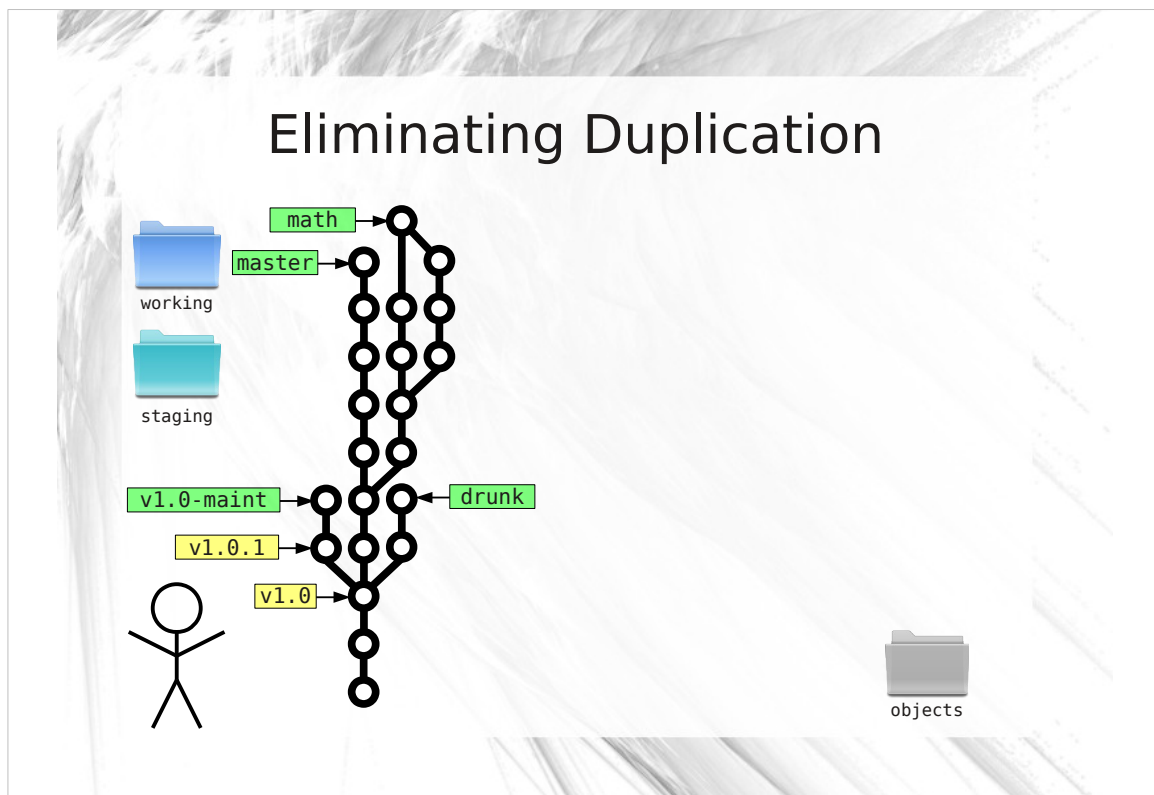 Eliminating Duplication
math
master
working
staging
v1.0-maint
drunk
v1.0.1
v1.0
objects